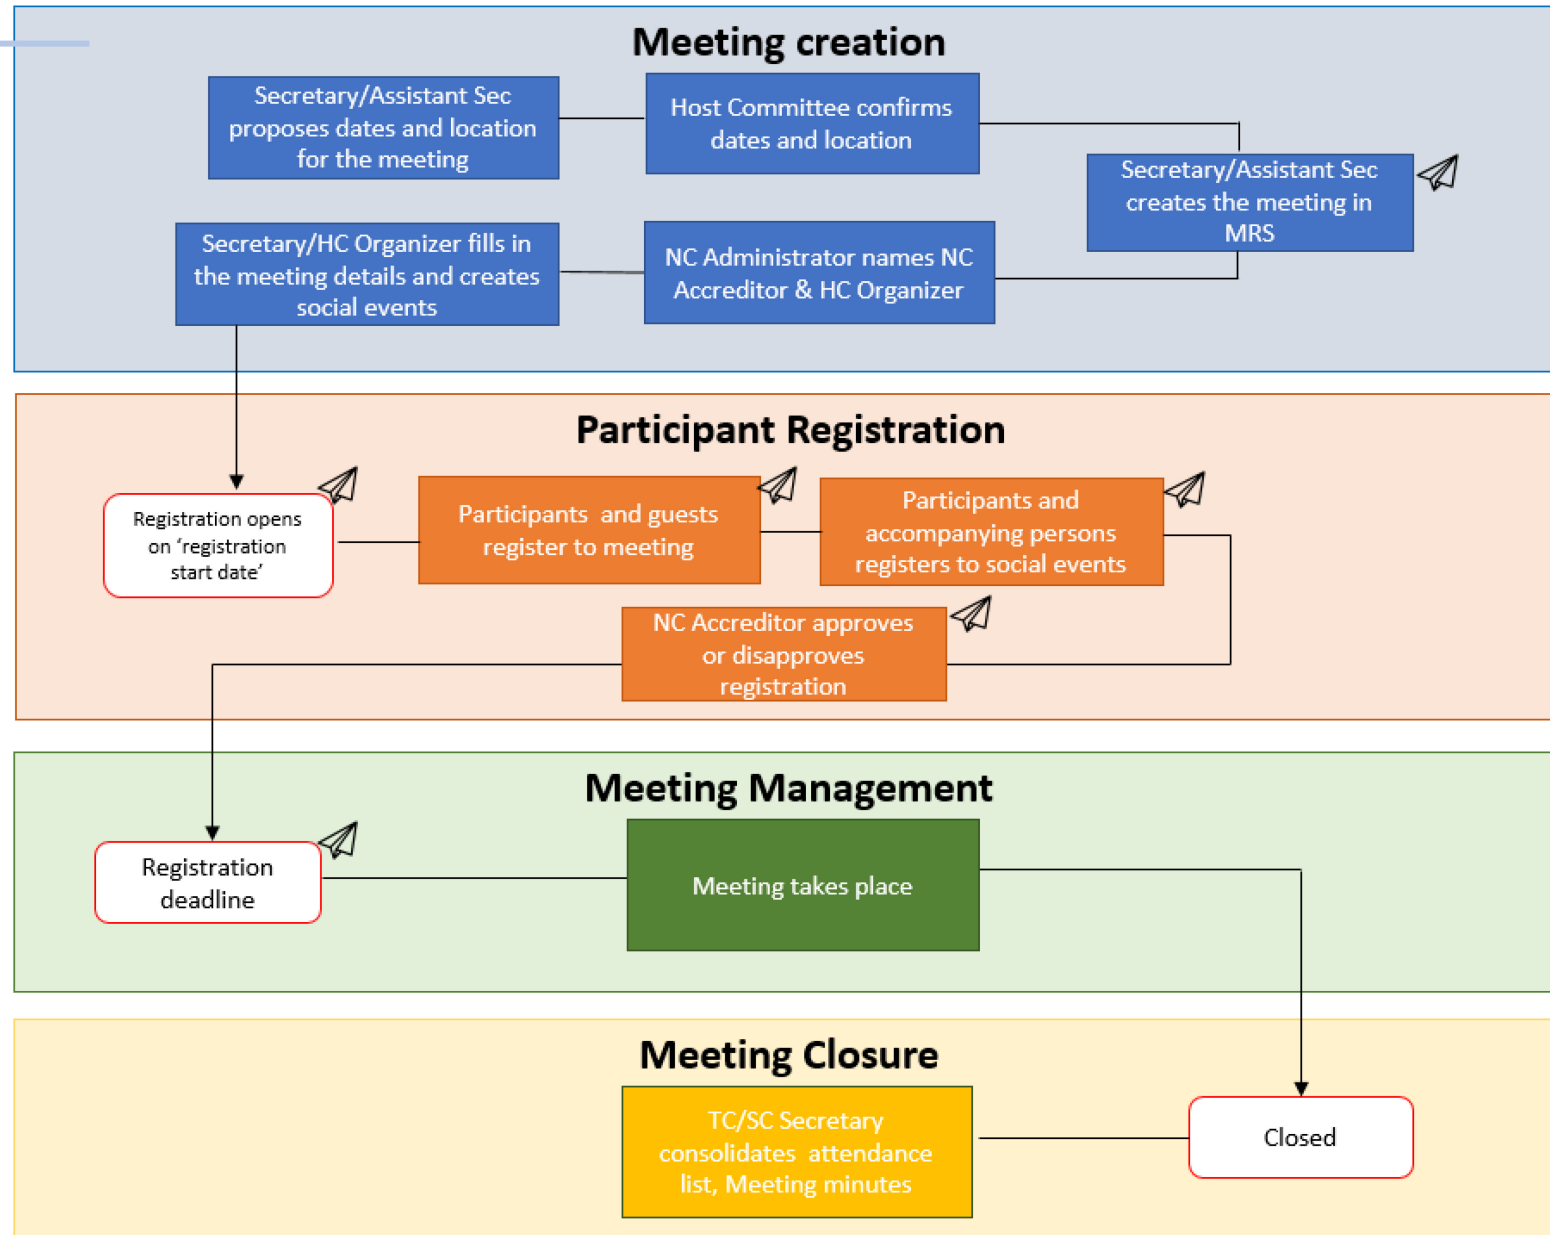 Meeting creation
Secretary/Assistant Sec
proposes dates and location
for the meeting
Host Committee confirms
dates and location
Secretary/Assistant Sec
creates the meeting in
MRS
NC Administrator names NC
Accreditor & HC Organizer
Secretary/HC Organizer fills in
the meeting details and creates
social events
Participant Registration
Registration opens
on ‘registration
start date’
Participants and guests
register to meeting
Participants and
accompanying persons
registers to social events
NC Accreditor approves
or disapproves
registration
Meeting Management
Registration
deadline
Meeting takes place
Meeting Closure
Closed
TC/SC Secretary
consolidates attendance
list, Meeting minutes